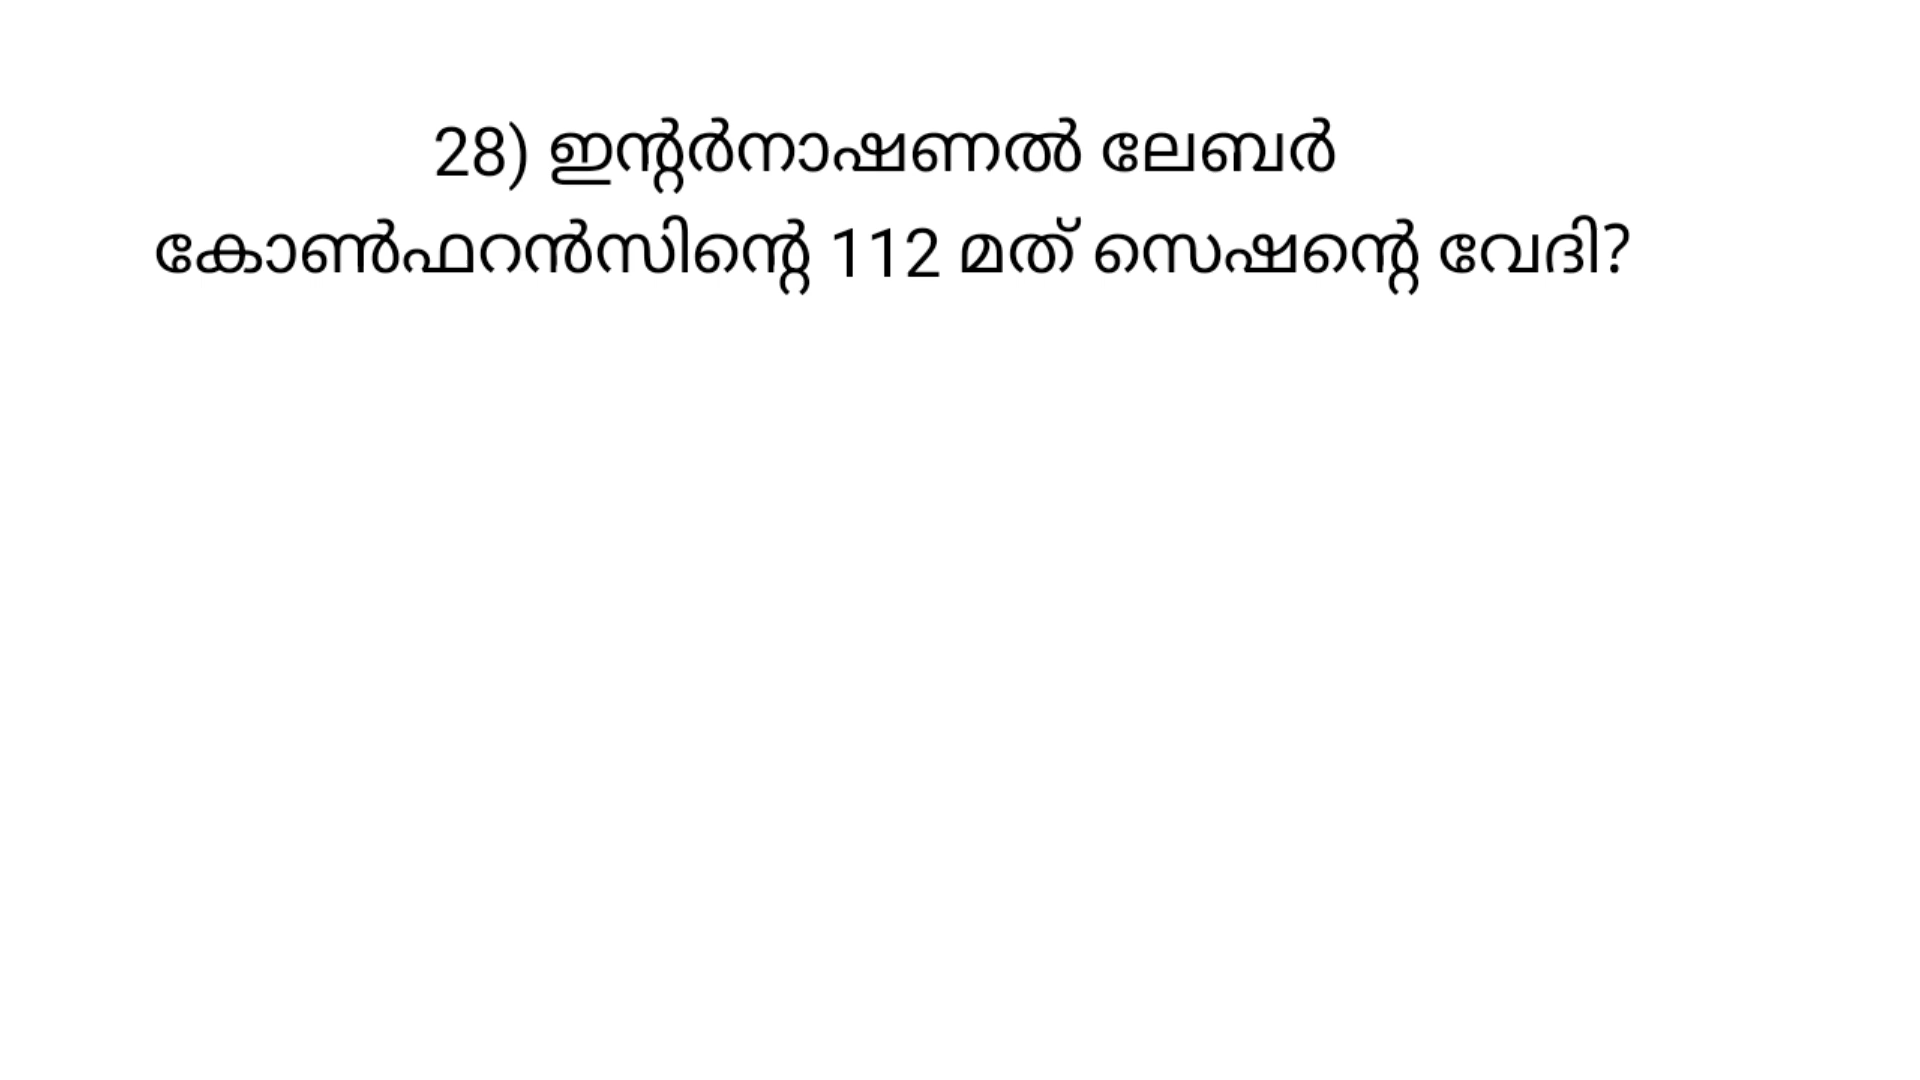 28) ഇന്റർനാഷണൽ ലേബർ
കോൺഫറൻസിന്റെ 112 മത് സെഷന്റെ വേദി?